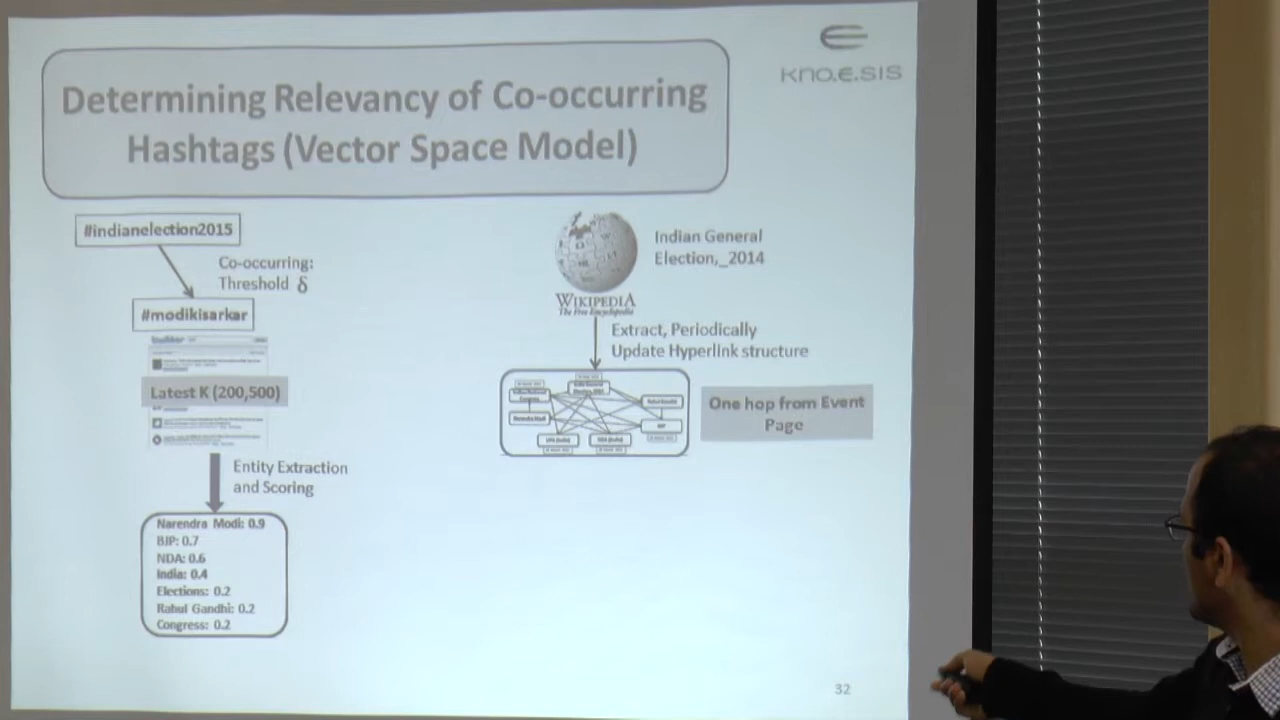 Determining Relevancy of Co-occurring
Hashtags (Vector Space Model)
kno.e.sis
#indianelection2015
Co-occurring:
Threshold δ
#modikisarkar
twitter
Latest K (200,500)
Entity Extraction
and Scoring
Narendra Modi: 0.9
BJP: 0.7
NDA: 0.6
India: 0.4
Elections: 0.2
Rahul Gandhi: 0.2
Congress: 0.2
Indian General
Election,_2014
WIKIPEDIA
The Free Encyclopedia
Extract, Periodically
Update Hyperlink structure
One hop from Event
Page
32